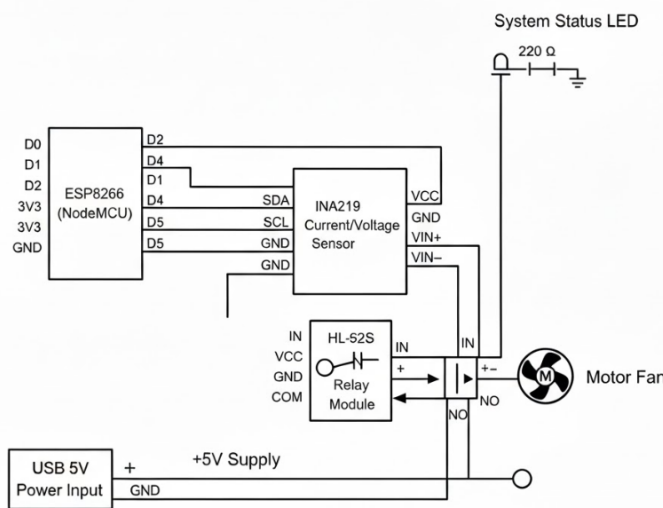 System Status LED
220 Ω
D0
D1
D2
3V3
3V3
GND
ESP8266
(NodeMCU)
D2
D4
D1
D4
D5
D5
SDA
SCL
GND
GND
INA219
Current/Voltage
Sensor
VCC
GND
VIN+
VIN−
IN
VCC
GND
COM
HL-52S
Relay
Module
IN
+
IN
+−
NO
NO
M
Motor Fan
USB 5V
Power Input
+
GND
+5V Supply